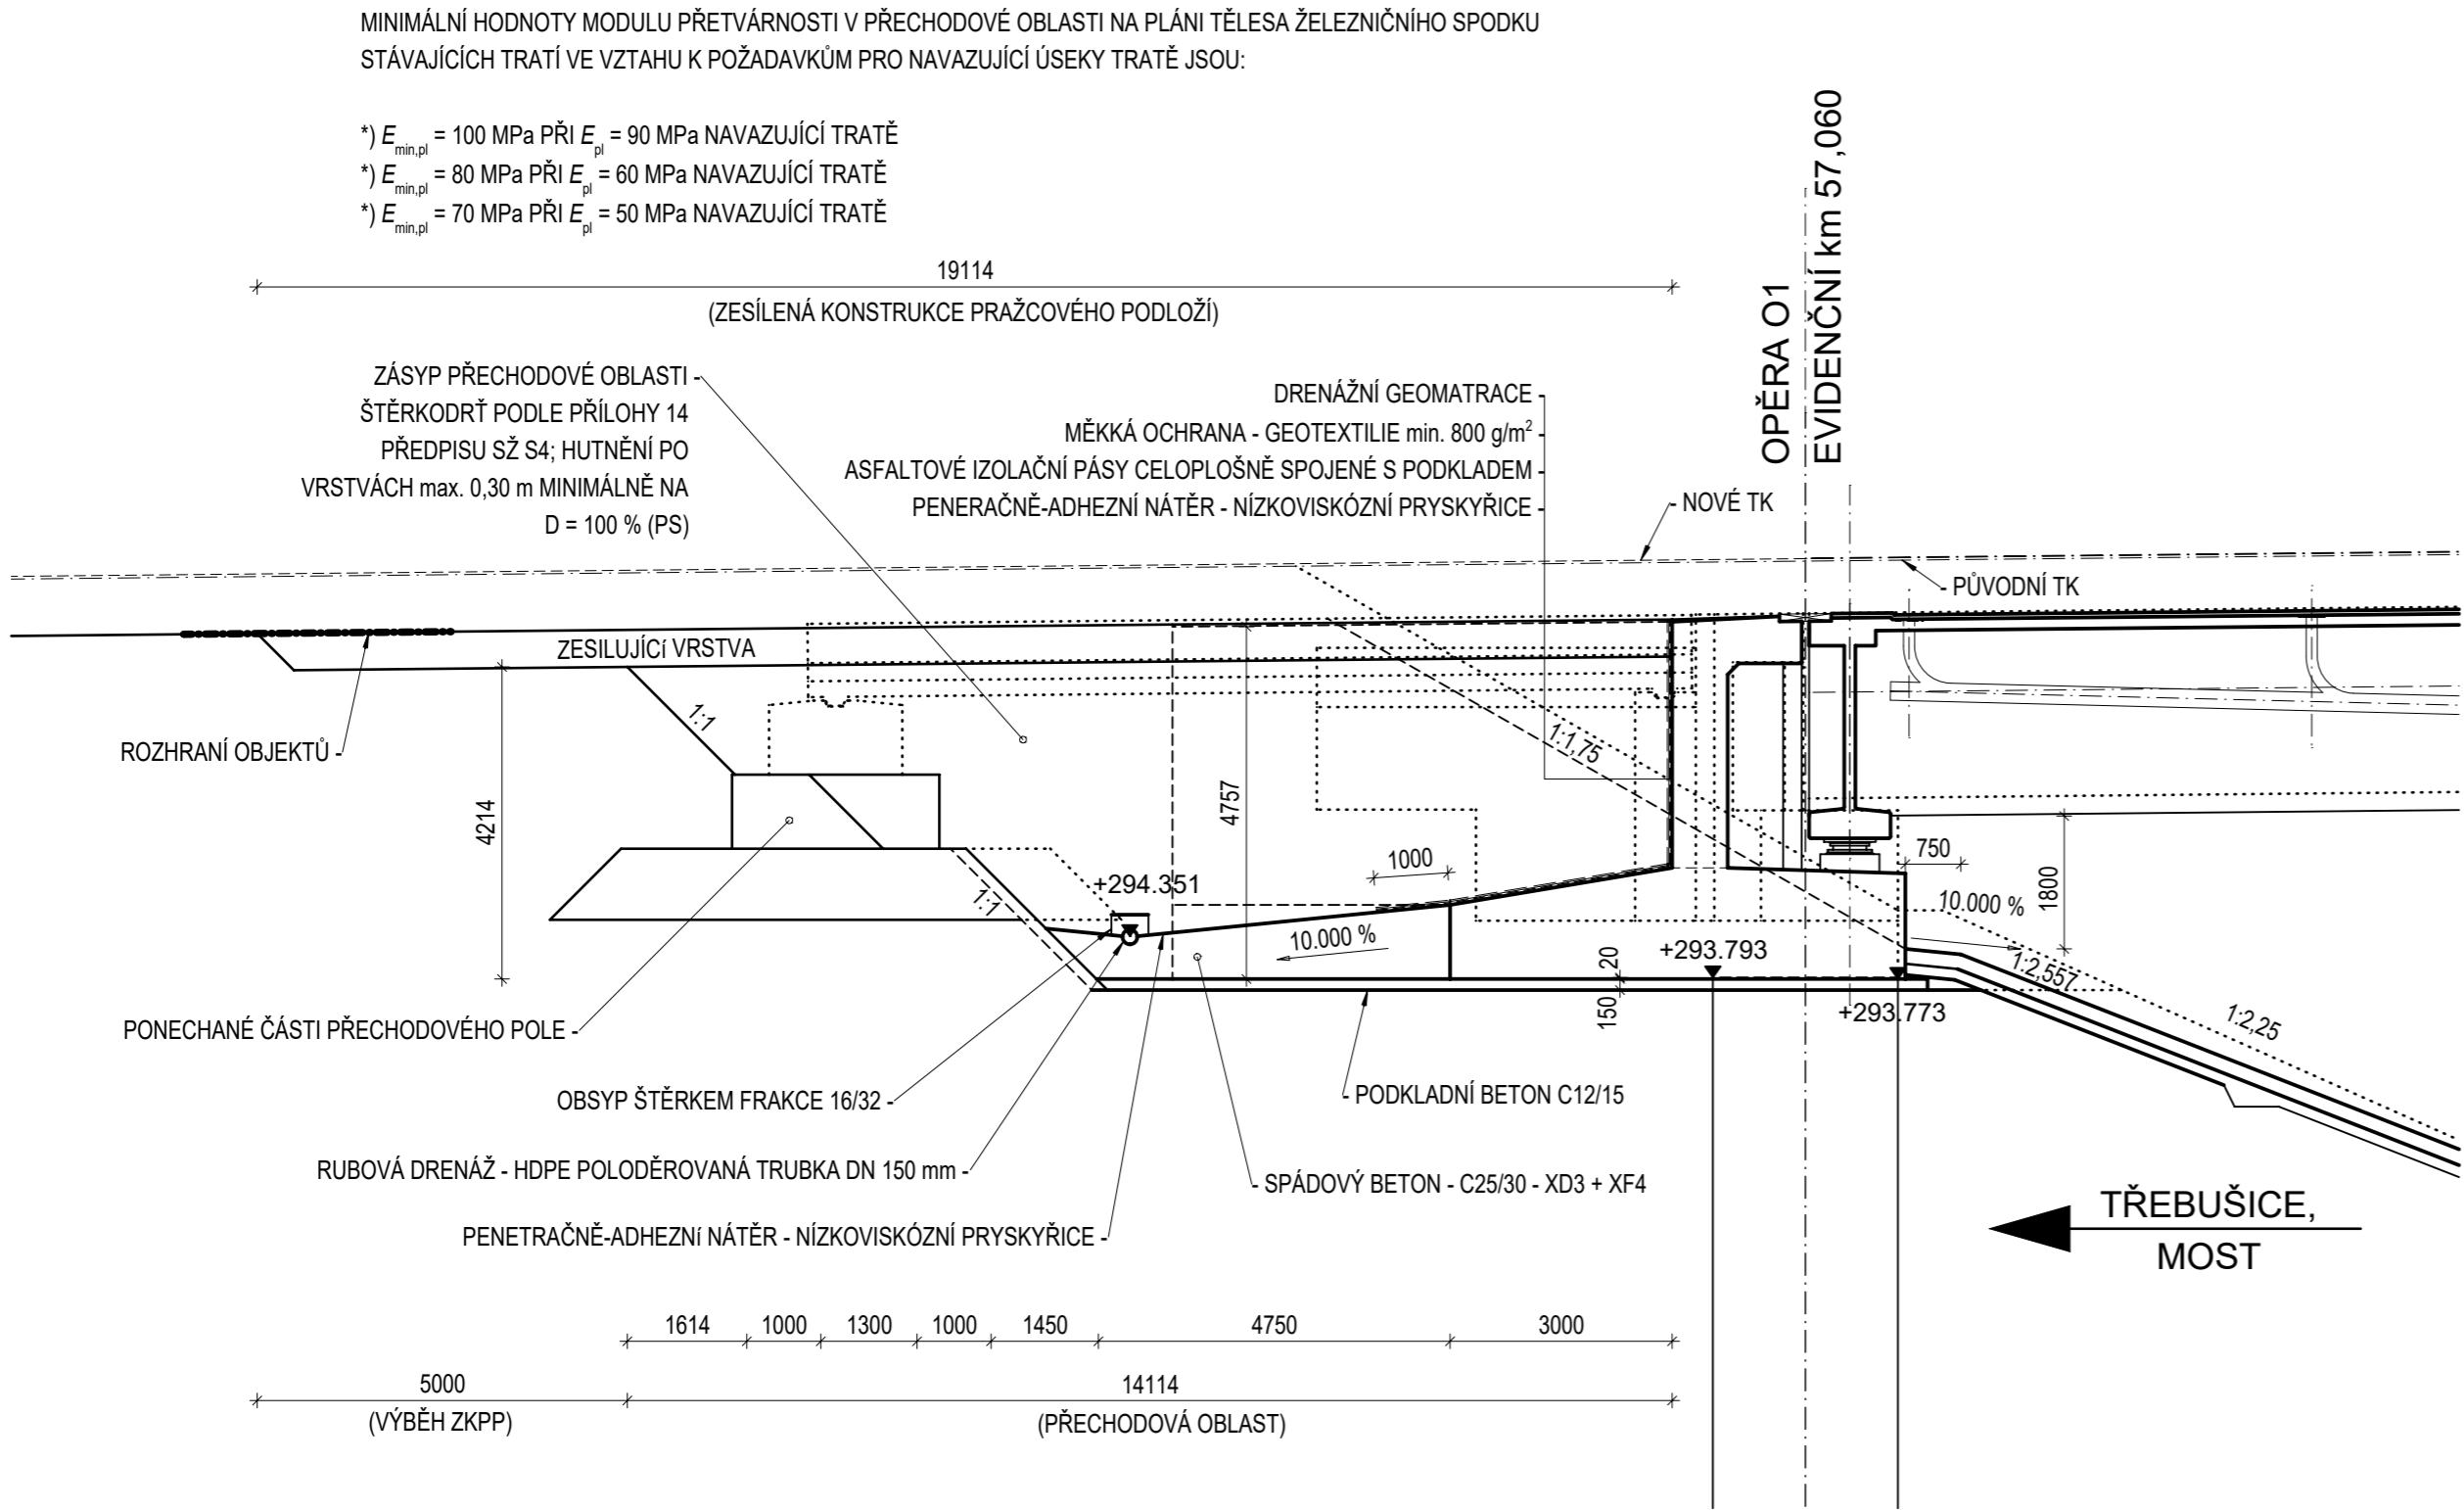 MINIMÁLNÍ HODNOTY MODULU PŘETVÁRNOSTI V PŘECHODOVÉ OBLASTI NA PLÁNI TĚLESA ŽELEZNIČNÍHO SPODKU
STÁVAJÍCÍCH TRATÍ VE VZTAHU K POŽADAVKŮM PRO NAVAZUJÍCÍ ÚSEKY TRATĚ JSOU:
*) E min,pl = 100 MPa PŘI E pl = 90 MPa NAVAZUJÍCÍ TRATĚ
*) E min,pl = 80 MPa PŘI E pl = 60 MPa NAVAZUJÍCÍ TRATĚ
*) E min,pl = 70 MPa PŘI E pl = 50 MPa NAVAZUJÍCÍ TRATĚ
19114
(ZESÍLENÁ KONSTRUKCE PRAŽCOVÉHO PODLOŽÍ)
OPĚRA O1
EVIDENČNÍ km 57,060
ZÁSYP PŘECHODOVÉ OBLASTI -
ŠTĚRKODRŤ PODLE PŘÍLOHY 14
PŘEDPISU SŽ S4; HUTNĚNÍ PO
VRSTVÁCH max. 0,30 m MINIMÁLNĚ NA
D = 100 % (PS)
DRENÁŽNÍ GEOMATRACE -
MĚKKÁ OCHRANA - GEOTEXTILIE min. 800 g/m² -
ASFALTOVÉ IZOLAČNÍ PÁSY CELOPLOŠNĚ SPOJENÉ S PODKLADEM -
PENERAČNĚ-ADHEZNÍ NÁTĚR - NÍZKOVISKÓZNÍ PRYSKYŘICE -
- NOVÉ TK
- PŮVODNÍ TK
ZESILUJÍCí VRSTVA
ROZHRANÍ OBJEKTŮ -
1:1
1:1,75
4214
4757
1000
750
1800
1:1
+294.351
10.000 %
10.000 %
+293.793
20
150
1:2,557
+293.773
1:2,25
PONECHANÉ ČÁSTI PŘECHODOVÉHO POLE -
OBSYP ŠTĚRKEM FRAKCE 16/32 -
- PODKLADNÍ BETON C12/15
RUBOVÁ DRENÁŽ - HDPE POLODĚROVANÁ TRUBKA DN 150 mm -
- SPÁDOVÝ BETON - C25/30 - XD3 + XF4
PENETRAČNĚ-ADHEZNí NÁTĚR - NÍZKOVISKÓZNÍ PRYSKYŘICE -
TŘEBUŠICE,
MOST
1614 1000 1300 1000 1450 4750 3000
5000 14114
(VÝBĚH ZKPP) (PŘECHODOVÁ OBLAST)